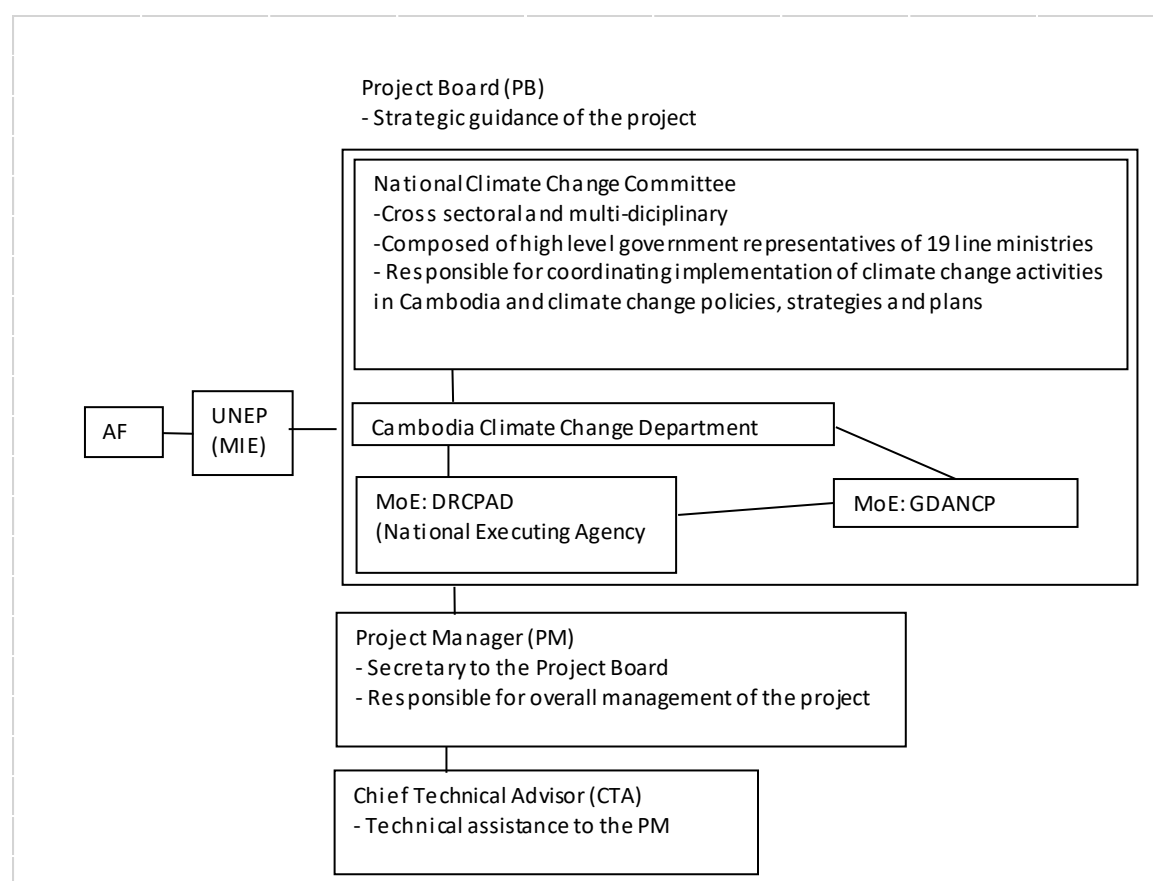 Project Board (PB)
- Strategic guidance of the project
National Climate Change Committee
-Cross sectoral and multi-diciplinary
-Composed of high level government representatives of 19 line ministries
- Responsible for coordinating implementation of climate change activities
in Cambodia and climate change policies, strategies and plans
AF
UNEP
(MIE)
Cambodia Climate Change Department
MoE: DRCPAD
(National Executing Agency
MoE: GDANCP
Project Manager (PM)
- Secretary to the Project Board
- Responsible for overall management of the project
Chief Technical Advisor (CTA)
- Technical assistance to the PM